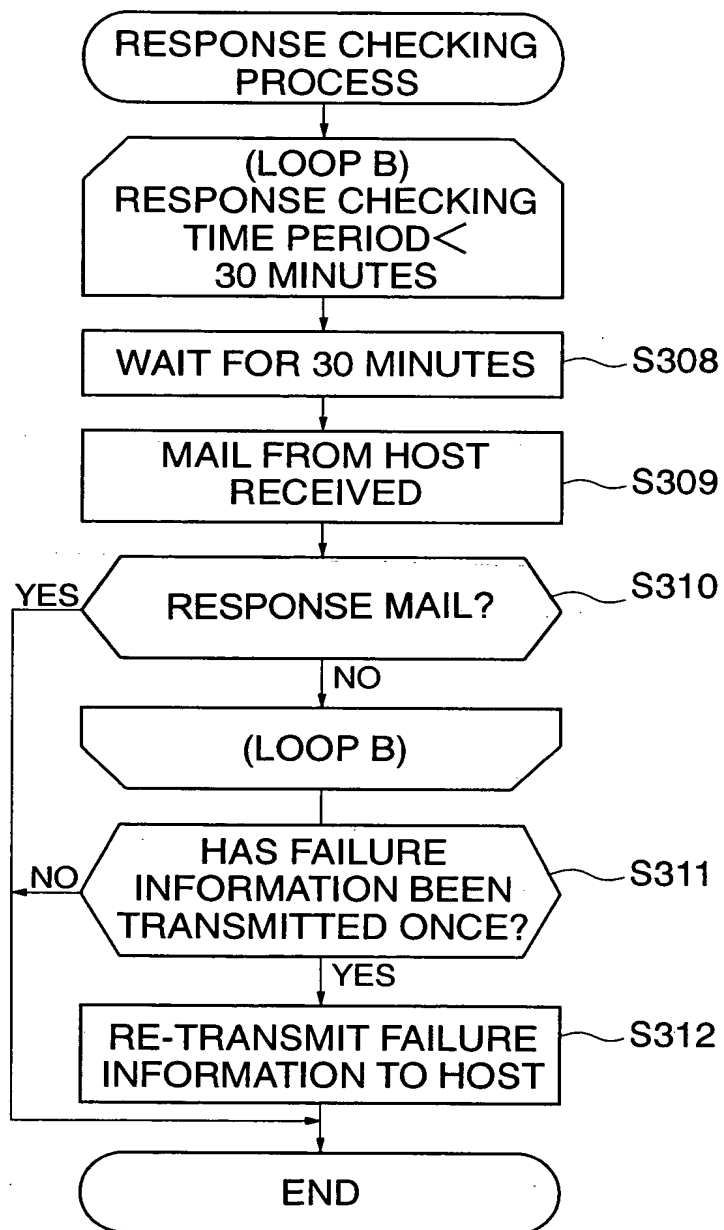 RESPONSE CHECKING
PROCESS
(LOOP B)
RESPONSE CHECKING
TIME PERIOD<
30 MINUTES
WAIT FOR 30 MINUTES
S308
MAIL FROM HOST
RECEIVED
S309
YES
RESPONSE MAIL?
S310
NO
(LOOP B)
NO
HAS FAILURE
INFORMATION BEEN
TRANSMITTED ONCE?
S311
YES
RE-TRANSMIT FAILURE
INFORMATION TO HOST
S312
END